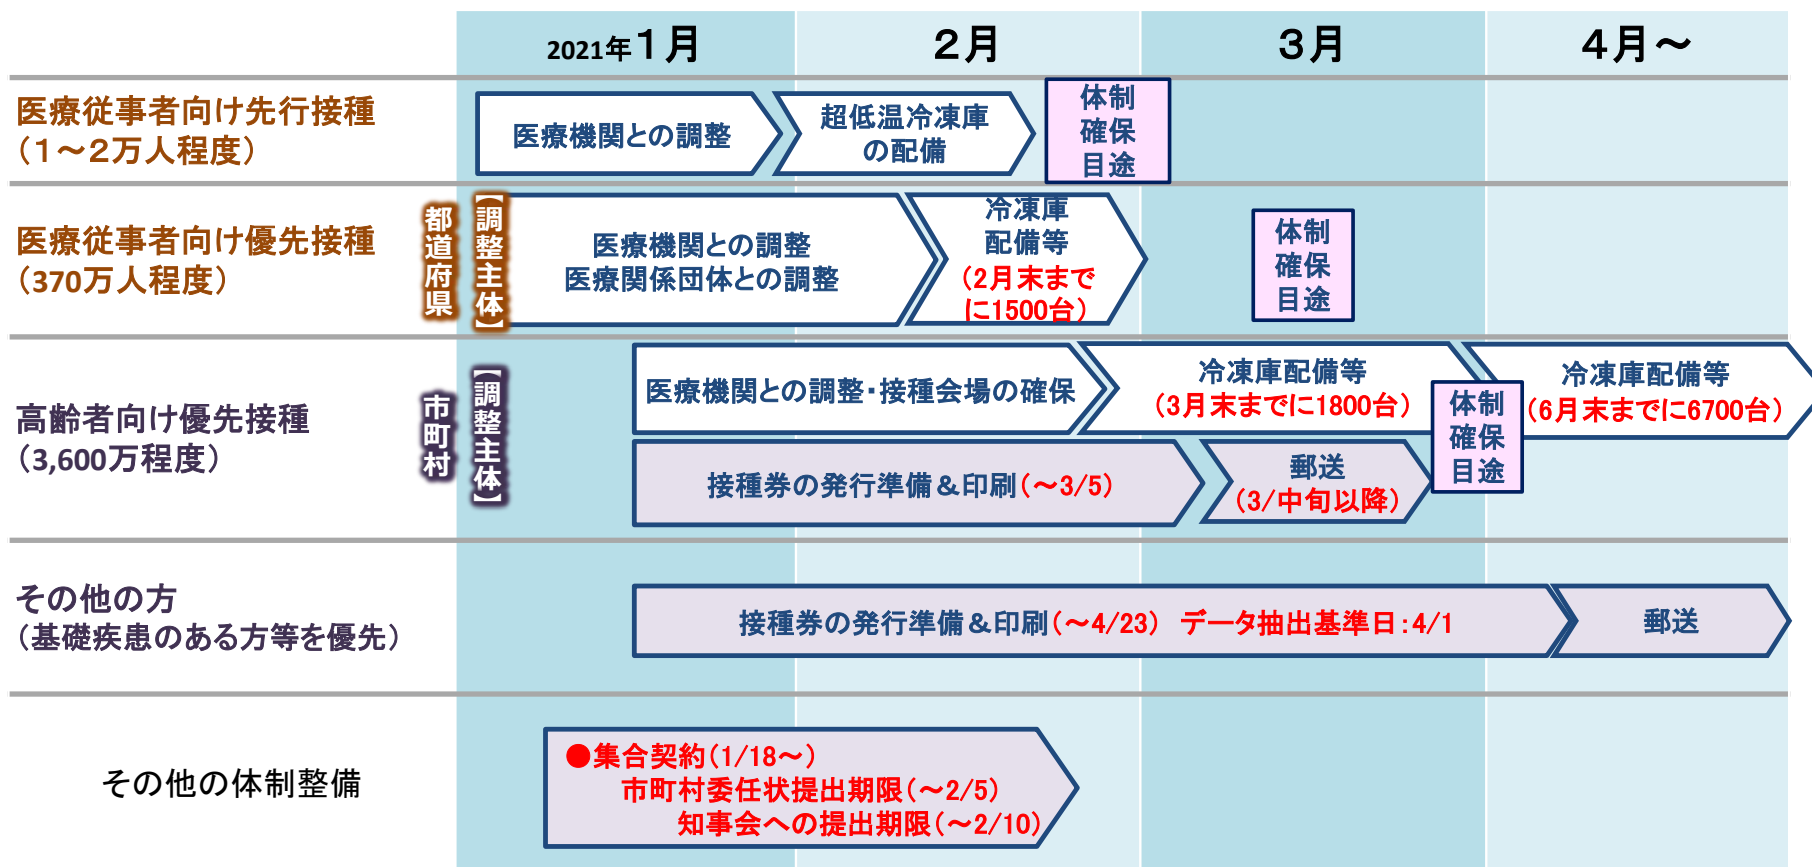 2021年1月
2月
3月
4月～
医療従事者向け先行接種
（1～2万人程度）
医療機関との調整
超低温冷凍庫
の配備
体制
確保
目途
医療従事者向け優先接種
(370万人程度）
都道府県
【調整主体】
医療機関との調整
医療関係団体との調整
冷凍庫
配備等
（2月末まで
に1500台）
体制
確保
目途
高齢者向け優先接種
（3,600万程度）
市町村
【調整主体】
医療機関との調整・接種会場の確保
冷凍庫配備等
（3月末までに1800台）
冷凍庫配備等
（6月末までに6700台）
体制
確保
目途
接種券の発行準備＆印刷（～3/5）
郵送
（3/中旬以降）
その他の方
（基礎疾患のある方等を優先）
接種券の発行準備＆印刷（～4/23） データ抽出基準日：4/1
郵送
その他の体制整備
●集合契約（1/18～）
市町村委任状提出期限（～2/5）
知事会への提出期限（～2/10）